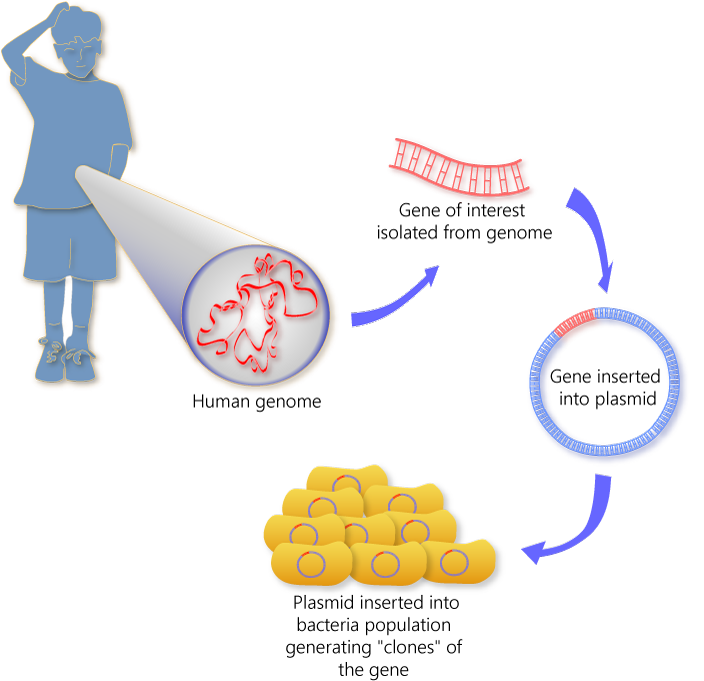 Gene of interest
isolated from genome
Human genome
Gene inserted
into plasmid
Plasmid inserted into
bacteria population
generating "clones" of
the gene